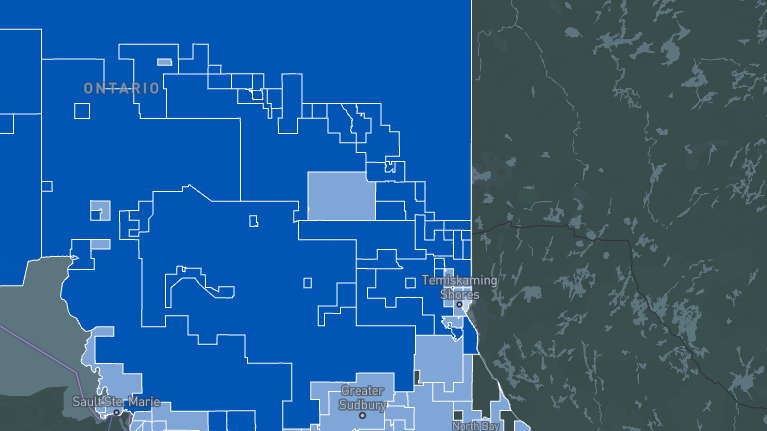 ONTARIO
Temiskaming
Shores
Sault Ste. Marie
Greater
Sudbury
North Bay